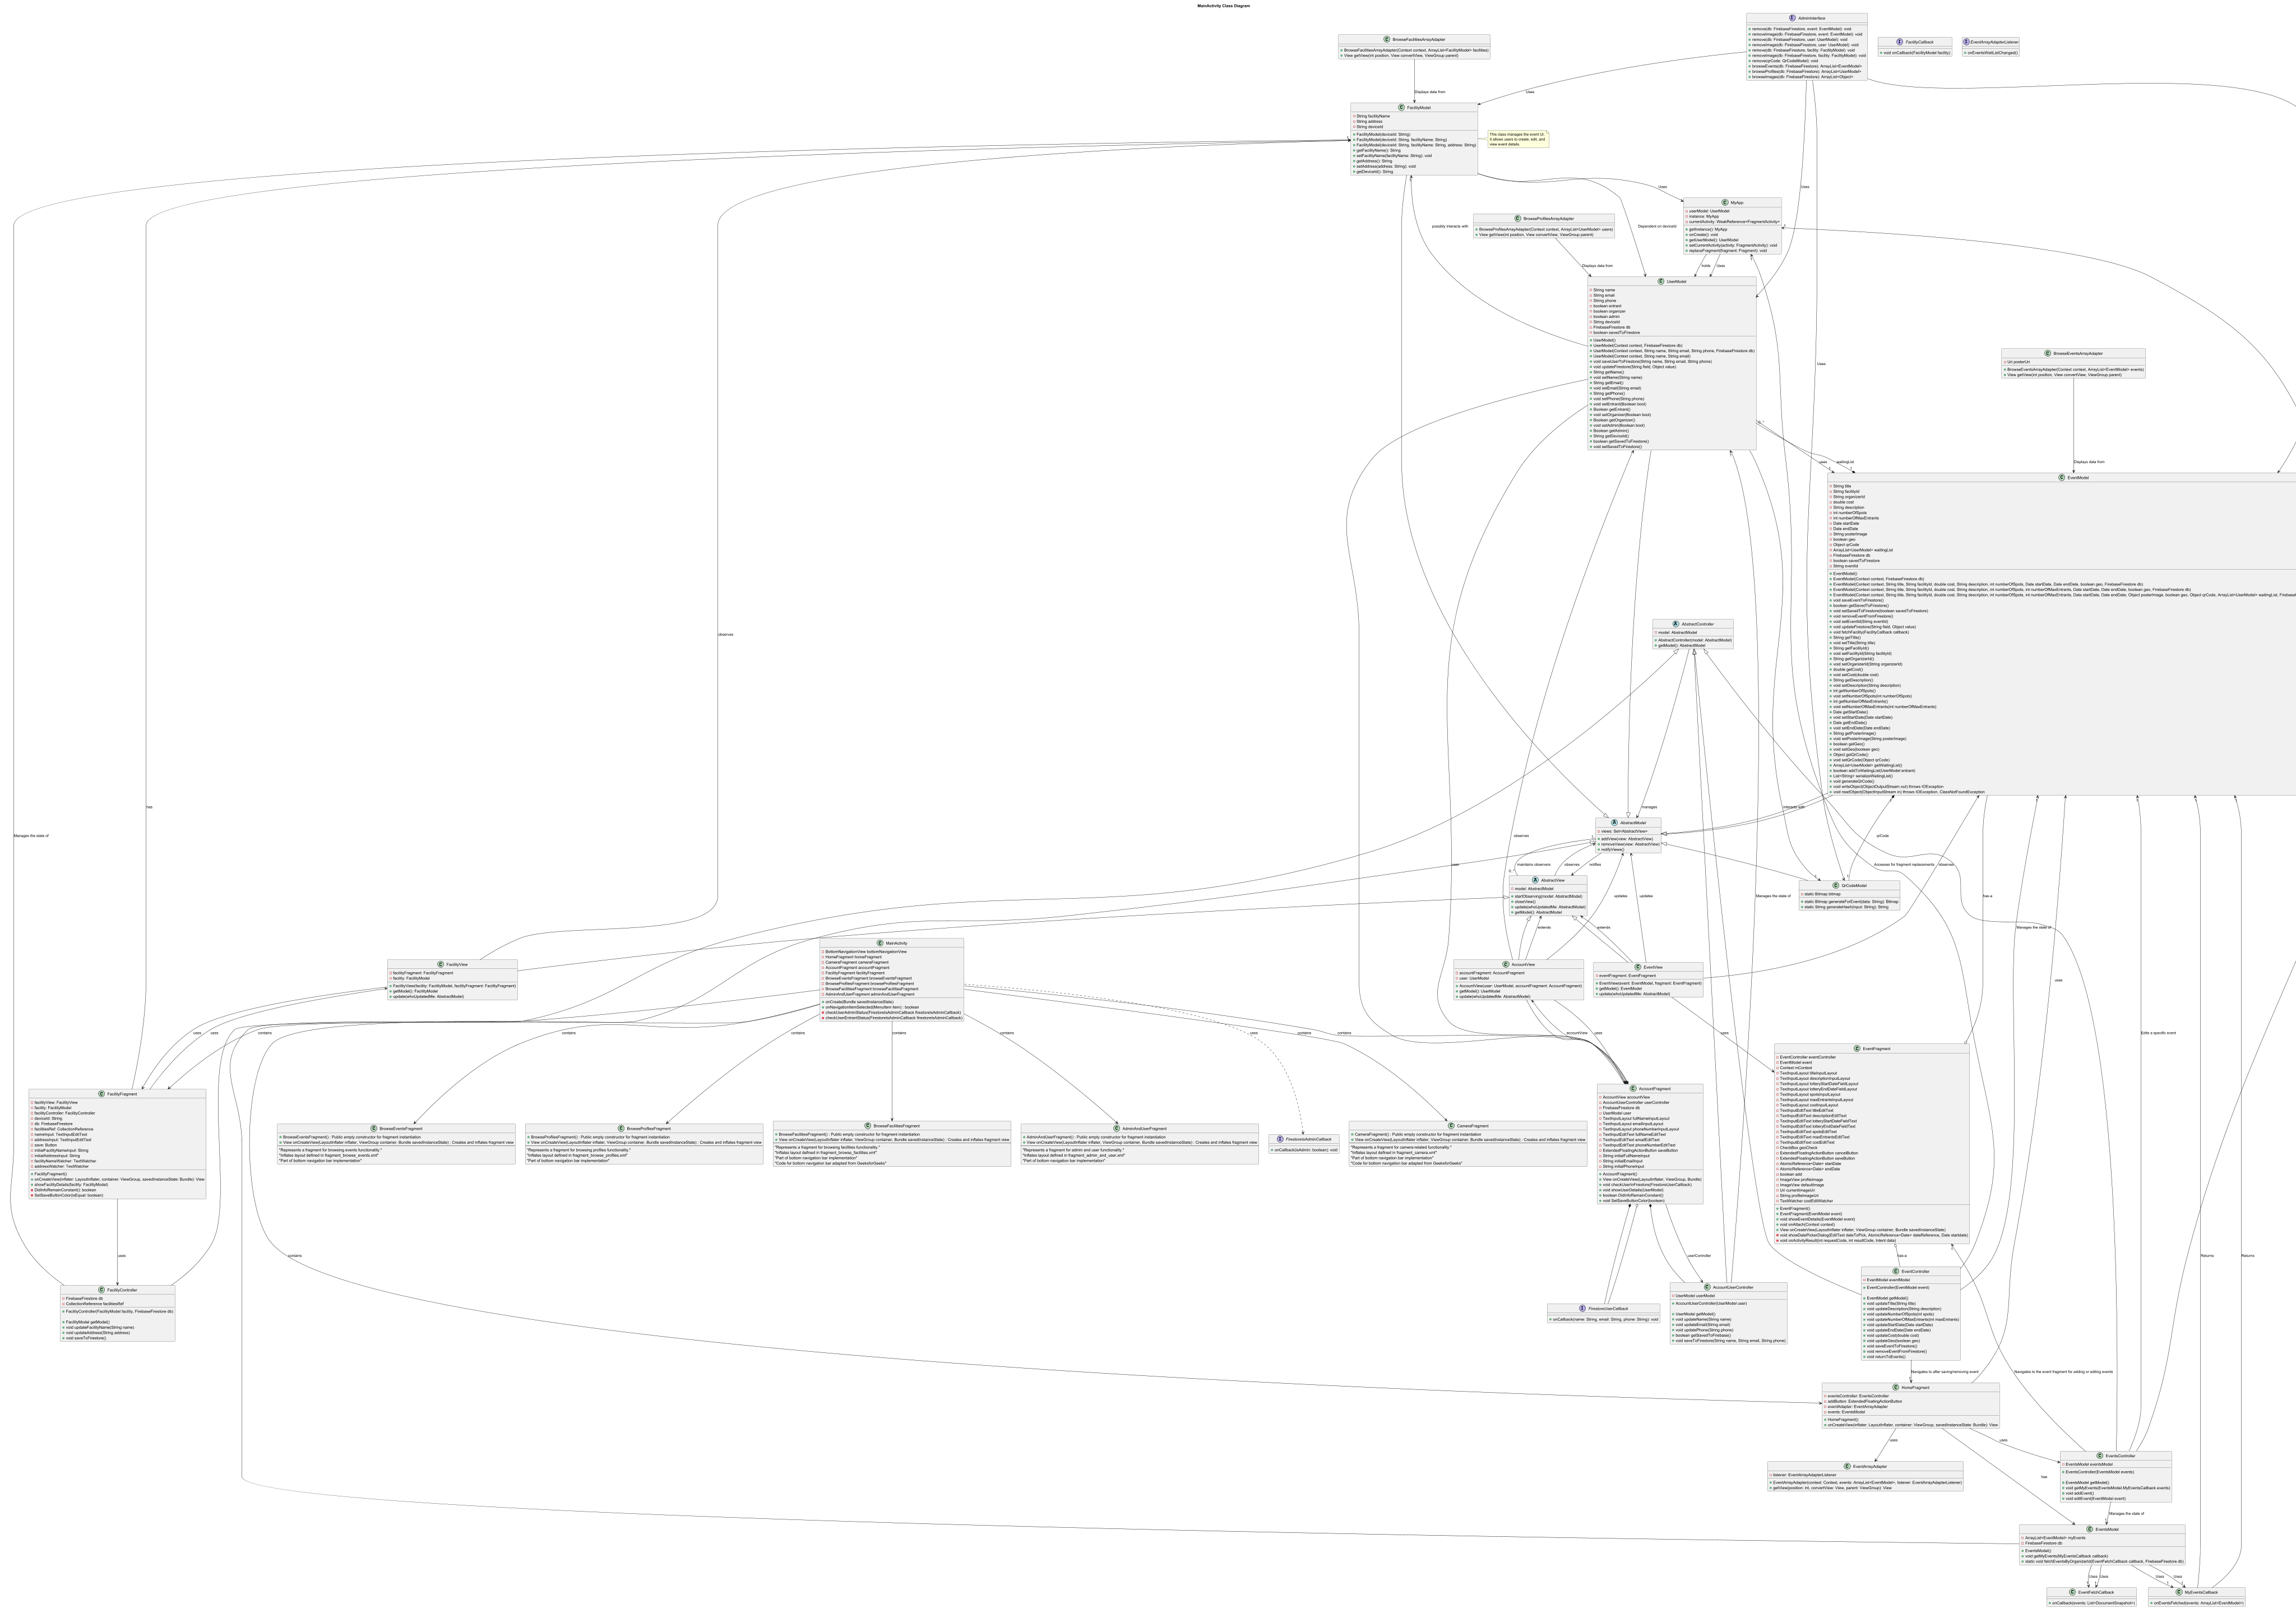 MainActivity Class Diagram
AdminInterface
remove(db: FirebaseFirestore, event: EventModel): void
removeImage(db: FirebaseFirestore, event: EventModel): void
remove(db: FirebaseFirestore, user: UserModel): void
removeImage(db: FirebaseFirestore, user: UserModel): void
remove(db: FirebaseFirestore, facility: FacilityModel): void
removeImage(db: FirebaseFirestore, facility: FacilityModel): void
remove(qrCode: QrCodeModel): void
browseEvents(db: FirebaseFirestore): ArrayList<EventModel>
browseProfiles(db: FirebaseFirestore): ArrayList<UserModel>
browseImages(db: FirebaseFirestore): ArrayList<Object>
FacilityCallback
void onCallback(FacilityModel facility)
EventArrayAdapterListener
onEventsWaitListChanged()
BrowseFacilitiesArrayAdapter
BrowseFacilitiesArrayAdapter(Context context, ArrayList<FacilityModel> facilities)
View getView(int position, View convertView, ViewGroup parent)
Displays data from
Uses
FacilityModel
String facilityName
String address
String deviceId
FacilityModel(deviceId: String)
FacilityModel(deviceId: String, facilityName: String)
FacilityModel(deviceId: String, facilityName: String, address: String)
getFacilityName(): String
setFacilityName(facilityName: String): void
getAddress(): String
setAddress(address: String): void
getDeviceId(): String
This class manages the event UI.
It allows users to create, edit, and
view event details.
Uses
Uses
MyApp
userModel: UserModel
instance: MyApp
currentActivity: WeakReference<FragmentActivity>
getInstance(): MyApp
onCreate(): void
getUserModel(): UserModel
setCurrentActivity(activity: FragmentActivity): void
replaceFragment(fragment: Fragment): void
BrowseProfilesArrayAdapter
BrowseProfilesArrayAdapter(Context context, ArrayList<UserModel> users)
View getView(int position, View convertView, ViewGroup parent)
possibly interacts with
Dependent on deviceId
Displays data from
holds
Uses
UserModel
String name
String email
String phone
boolean entrant
boolean organizer
boolean admin
String deviceId
FirebaseFirestore db
boolean savedToFirestore
UserModel()
UserModel(Context context, FirebaseFirestore db)
UserModel(Context context, String name, String email, String phone, FirebaseFirestore db)
UserModel(Context context, String name, String email)
void saveUserToFirestore(String name, String email, String phone)
void updateFirestore(String field, Object value)
String getName()
void setName(String name)
String getEmail()
void setEmail(String email)
String getPhone()
void setPhone(String phone)
void setEntrant(Boolean bool)
Boolean getEntrant()
void setOrganizer(Boolean bool)
Boolean getOrganizer()
void setAdmin(Boolean bool)
Boolean getAdmin()
String getDeviceId()
boolean getSavedToFirestore()
void setSavedToFirestore()
Uses
BrowseEventsArrayAdapter
Uri posterUri
BrowseEventsArrayAdapter(Context context, ArrayList<EventModel> events)
View getView(int position, View convertView, ViewGroup parent)
Displays data from
uses
waitingList
EventModel
String title
String facilityId
String organizerId
double cost
String description
int numberOfSpots
int numberOfMaxEntrants
Date startDate
Date endDate
String posterImage
boolean geo
Object qrCode
ArrayList<UserModel> waitingList
FirebaseFirestore db
boolean savedToFirestore
String eventId
EventModel()
EventModel(Context context, FirebaseFirestore db)
EventModel(Context context, String title, String facilityId, double cost, String description, int numberOfSpots, Date startDate, Date endDate, boolean geo, FirebaseFirestore db)
EventModel(Context context, String title, String facilityId, double cost, String description, int numberOfSpots, int numberOfMaxEntrants, Date startDate, Date endDate, boolean geo, FirebaseFirestore db)
EventModel(Context context, String title, String facilityId, double cost, String description, int numberOfSpots, int numberOfMaxEntrants, Date startDate, Date endDate, Object posterImage, boolean geo, Object qrCode, ArrayList<UserModel> waitingList,
void saveEventToFirestore()
boolean getSavedToFirestore()
void setSavedToFirestore(boolean savedToFirestore)
void removeEventFromFirestore()
void setEventId(String eventId)
void updateFirestore(String field, Object value)
void fetchFacility(FacilityCallback callback)
String getTitle()
void setTitle(String title)
String getFacilityId()
void setFacilityId(String facilityId)
String getOrganizerId()
void setOrganizerId(String organizerId)
double getCost()
void setCost(double cost)
String getDescription()
void setDescription(String description)
int getNumberOfSpots()
void setNumberOfSpots(int numberOfSpots)
int getNumberOfMaxEntrants()
void setNumberOfMaxEntrants(int numberOfMaxEntrants)
Date getStartDate()
void setStartDate(Date startDate)
Date getEndDate()
void setEndDate(Date endDate)
String getPosterImage()
void setPosterImage(String posterImage)
boolean getGeo()
void setGeo(boolean geo)
Object getQrCode()
void setQrCode(Object qrCode)
ArrayList<UserModel> getWaitingList()
boolean addToWaitingList(UserModel entrant)
List<String> serializeWaitingList()
void generateQrCode()
void writeObject(ObjectOutputStream out) throws IOException
void readObject(ObjectInputStream in) throws IOException, ClassNotFoundException
AbstractController
model: AbstractModel
AbstractController(model: AbstractModel)
getModel(): AbstractModel
observes
has
Manages the state of
manages
interacts with
AbstractModel
views: Set<AbstractView>
addView(view: AbstractView)
removeView(view: AbstractView)
notifyViews()
observes
user
maintains observers
observes
notifies
updates
updates
Manages the state of
qrCode
Accesses for fragment replacements
observes
AbstractView
model: AbstractModel
startObserving(model: AbstractModel)
closeView()
update(whoUpdatedMe: AbstractModel)
getModel(): AbstractModel
QrCodeModel
static Bitmap bitmap
static Bitmap generateForEvent(data: String): Bitmap
static String generateHash(input: String): String
has-a
extends
extends
Manages the state of
FacilityView
facilityFragment: FacilityFragment
facility: FacilityModel
FacilityView(facility: FacilityModel, facilityFragment: FacilityFragment)
getModel(): FacilityModel
update(whoUpdatedMe: AbstractModel)
MainActivity
BottomNavigationView bottomNavigationView
HomeFragment homeFragment
CameraFragment cameraFragment
AccountFragment accountFragment
FacilityFragment facilityFragment
BrowseEventsFragment browseEventsFragment
BrowseProfilesFragment browseProfilesFragment
BrowseFacilitiesFragment browseFacilitiesFragment
AdminAndUserFragment adminAndUserFragment
onCreate(Bundle savedInstanceState)
onNavigationItemSelected(MenuItem item) : boolean
checkUserAdminStatus(FirestoreIsAdminCallback firestoreIsAdminCallback)
checkUserEntrantStatus(FirestoreIsAdminCallback firestoreIsAdminCallback)
AccountView
accountFragment: AccountFragment
user: UserModel
AccountView(user: UserModel, accountFragment: AccountFragment)
getModel(): UserModel
update(whoUpdatedMe: AbstractModel)
EventView
eventFragment: EventFragment
EventView(event: EventModel, fragment: EventFragment)
getModel(): EventModel
update(whoUpdatedMe: AbstractModel)
uses
uses
uses
contains
contains
contains
contains
contains
uses
contains
contains
accountView
uses
uses
Edits a specific event
EventFragment
EventController eventController
EventModel event
Context mContext
TextInputLayout titleInputLayout
TextInputLayout descriptionInputLayout
TextInputLayout lotteryStartDateFieldLayout
TextInputLayout lotteryEndDateFieldLayout
TextInputLayout spotsInputLayout
TextInputLayout maxEntrantsInputLayout
TextInputLayout costInputLayout
TextInputEditText titleEditText
TextInputEditText descriptionEditText
TextInputEditText lotteryStartDateFieldText
TextInputEditText lotteryEndDateFieldText
TextInputEditText spotsEditText
TextInputEditText maxEntrantsEditText
TextInputEditText costEditText
CheckBox geoCheck
ExtendedFloatingActionButton cancelButton
ExtendedFloatingActionButton saveButton
AtomicReference<Date> startDate
AtomicReference<Date> endDate
boolean add
ImageView profileImage
ImageView defaultImage
Uri currentImageUri
String profileImageUri
TextWatcher costEditWatcher
EventFragment()
EventFragment(EventModel event)
void showEventDetails(EventModel event)
void onAttach(Context context)
View onCreateView(LayoutInflater inflater, ViewGroup container, Bundle savedInstanceState)
void showDatePickerDialog(EditText dateToPick, AtomicReference<Date> dateReference, Date startdate)
void onActivityResult(int requestCode, int resultCode, Intent data)
FacilityFragment
facilityView: FacilityView
facility: FacilityModel
facilityController: FacilityController
deviceId: String
db: FirebaseFirestore
facilitiesRef: CollectionReference
nameInput: TextInputEditText
addressInput: TextInputEditText
save: Button
initialFacilityNameInput: String
initialAddressInput: String
facilityNameWatcher: TextWatcher
addressWatcher: TextWatcher
FacilityFragment()
onCreateView(inflater: LayoutInflater, container: ViewGroup, savedInstanceState: Bundle): View
showFacilityDetails(facility: FacilityModel)
DidInfoRemainConstant(): boolean
SetSaveButtonColor(isEqual: boolean)
BrowseEventsFragment
BrowseEventsFragment() : Public empty constructor for fragment instantiation
View onCreateView(LayoutInflater inflater, ViewGroup container, Bundle savedInstanceState) : Creates and inflates fragment view
"Represents a fragment for browsing events functionality."
"Inflates layout defined in fragment_browse_events.xml"
"Part of bottom navigation bar implementation"
BrowseProfilesFragment
BrowseProfilesFragment() : Public empty constructor for fragment instantiation
View onCreateView(LayoutInflater inflater, ViewGroup container, Bundle savedInstanceState) : Creates and inflates fragment view
"Represents a fragment for browsing profiles functionality."
"Inflates layout defined in fragment_browse_profiles.xml"
"Part of bottom navigation bar implementation"
BrowseFacilitiesFragment
BrowseFacilitiesFragment() : Public empty constructor for fragment instantiation
View onCreateView(LayoutInflater inflater, ViewGroup container, Bundle savedInstanceState) : Creates and inflates fragment view
"Represents a fragment for browsing facilities functionality."
"Inflates layout defined in fragment_browse_facilities.xml"
"Part of bottom navigation bar implementation"
"Code for bottom navigation bar adapted from GeeksforGeeks"
AdminAndUserFragment
AdminAndUserFragment() : Public empty constructor for fragment instantiation
View onCreateView(LayoutInflater inflater, ViewGroup container, Bundle savedInstanceState) : Creates and inflates fragment view
"Represents a fragment for admin and user functionality."
"Inflates layout defined in fragment_admin_and_user.xml"
"Part of bottom navigation bar implementation"
FirestoreIsAdminCallback
onCallback(isAdmin: boolean): void
CameraFragment
CameraFragment() : Public empty constructor for fragment instantiation
View onCreateView(LayoutInflater inflater, ViewGroup container, Bundle savedInstanceState) : Creates and inflates fragment view
"Represents a fragment for camera-related functionality."
"Inflates layout defined in fragment_camera.xml"
"Part of bottom navigation bar implementation"
"Code for bottom navigation bar adapted from GeeksforGeeks"
AccountFragment
AccountView accountView
AccountUserController userController
FirebaseFirestore db
UserModel user
TextInputLayout fullNameInputLayout
TextInputLayout emailInputLayout
TextInputLayout phoneNumberInputLayout
TextInputEditText fullNameEditText
TextInputEditText emailEditText
TextInputEditText phoneNumberEditText
ExtendedFloatingActionButton saveButton
String initialFullNameInput
String initialEmailInput
String initialPhoneInput
AccountFragment()
View onCreateView(LayoutInflater, ViewGroup, Bundle)
void checkUserInFirestore(FirestoreUserCallback)
void showUserDetails(UserModel)
boolean DidInfoRemainConstant()
void SetSaveButtonColor(boolean)
uses
contains
userController
has-a
FacilityController
FirebaseFirestore db
CollectionReference facilitiesRef
FacilityController(FacilityModel facility, FirebaseFirestore db)
FacilityModel getModel()
void updateFacilityName(String name)
void updateAddress(String address)
void saveToFirestore()
FirestoreUserCallback
onCallback(name: String, email: String, phone: String): void
AccountUserController
UserModel userModel
AccountUserController(UserModel user)
UserModel getModel()
void updateName(String name)
void updateEmail(String email)
void updatePhone(String phone)
boolean getSavedToFirebase()
void saveToFirestore(String name, String email, String phone)
EventController
EventModel eventModel
EventController(EventModel event)
EventModel getModel()
void updateTitle(String title)
void updateDescription(String description)
void updateNumberOfSpots(int spots)
void updateNumberOfMaxEntrants(int maxEntrants)
void updateStartDate(Date startDate)
void updateEndDate(Date endDate)
void updateCost(double cost)
void updateGeo(boolean geo)
void saveEventToFirestore()
void removeEventFromFirestore()
void returnToEvents()
Returns
Returns
Navigates to after saving/removing event
Navigates to the event fragment for adding or editing events
HomeFragment
eventsController: EventsController
addButton: ExtendedFloatingActionButton
eventAdapter: EventArrayAdapter
events: EventsModel
HomeFragment()
onCreateView(inflater: LayoutInflater, container: ViewGroup, savedInstanceState: Bundle): View
uses
uses
has
EventArrayAdapter
listener: EventArrayAdapterListener
EventArrayAdapter(context: Context, events: ArrayList<EventModel>, listener: EventArrayAdapterListener)
getView(position: int, convertView: View, parent: ViewGroup): View
EventsController
EventsModel eventsModel
EventsController(EventsModel events)
EventsModel getModel()
void getMyEvents(EventsModel.MyEventsCallback events)
void addEvent()
void editEvent(EventModel event)
Manages the state of
EventsModel
ArrayList<EventModel> myEvents
FirebaseFirestore db
EventsModel()
void getMyEvents(MyEventsCallback callback)
static void fetchEventsByOrganizerId(EventFetchCallback callback, FirebaseFirestore db)
Uses
Uses
Uses
Uses
EventFetchCallback
onCallback(events: List<DocumentSnapshot>)
MyEventsCallback
onEventsFetched(events: ArrayList<EventModel>)